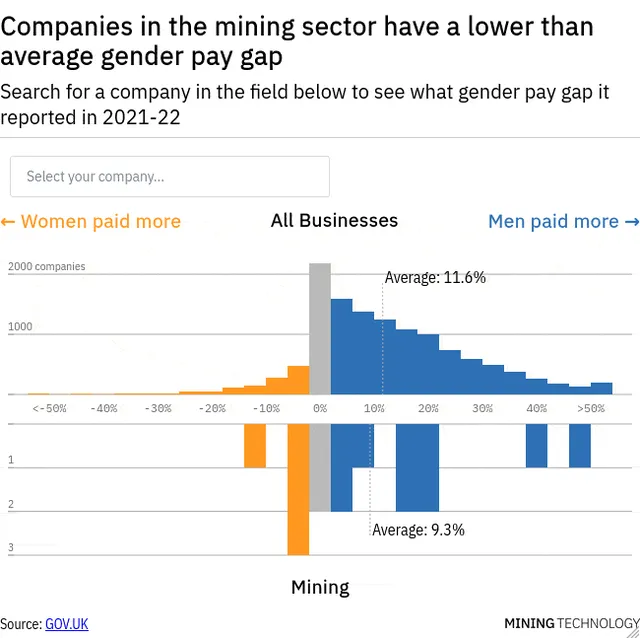 Companies in the mining sector have a lower than
average gender pay gap
Search for a company in the field below to see what gender pay gap it
reported in 2021-22
Select your company...
← Women paid more
All Businesses
Men paid more →
2000 companies
Average: 11.6%
1000
<-50% -40% -30% -20% -10% 0% 10% 20% 30% 40% >50%
1
2
Average: 9.3%
3
Mining
Source: GOV.UK
MINING TECHNOLOGY